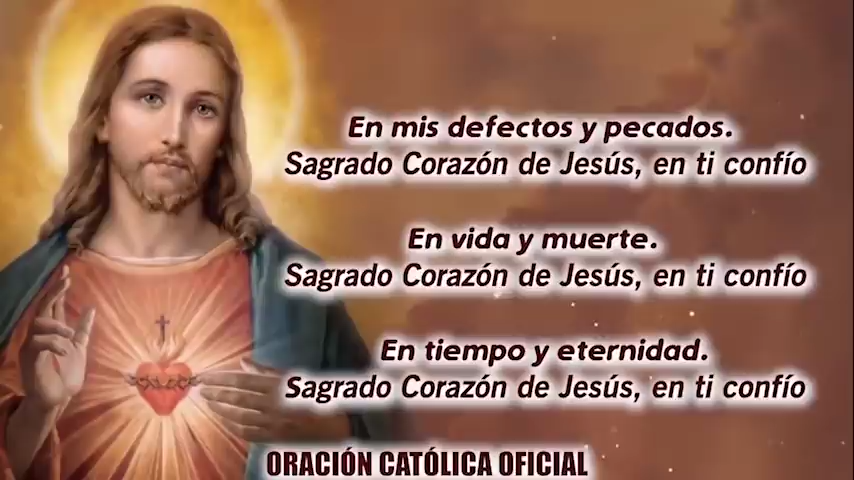 En mis defectos y pecados.
Sagrado Corazón de Jesús, en ti confío
En vida y muerte.
Sagrado Corazón de Jesús, en ti confío
En tiempo y eternidad.
Sagrado Corazón de Jesús, en ti confío
ORACIÓN CATÓLICA OFICIAL